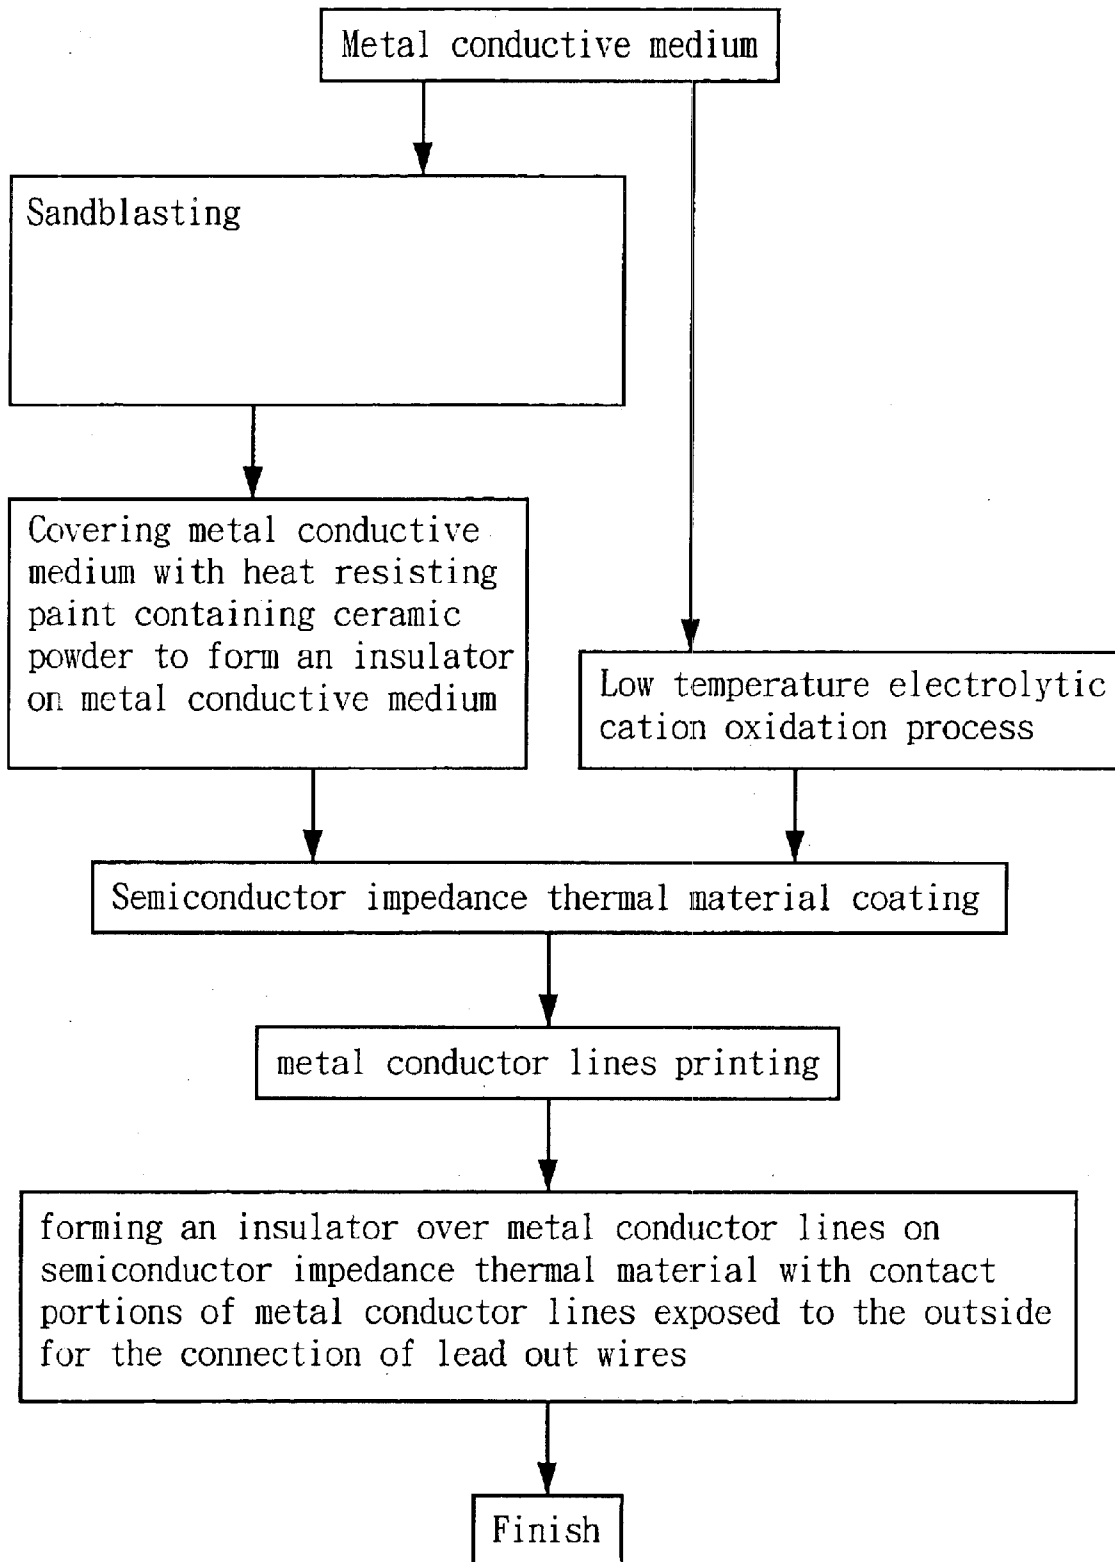 Metal conductive medium
Sandblasting
Covering metal conductive
medium with heat resisting
paint containing ceramic
powder to form an insulator
on metal conductive medium
Low temperature electrolytic
cation oxidation process
Semiconductor impedance thermal material coating
metal conductor lines printing
forming an insulator over metal conductor lines on
semiconductor impedance thermal material with contact
portions of metal conductor lines exposed to the outside
for the connection of lead out wires
Finish